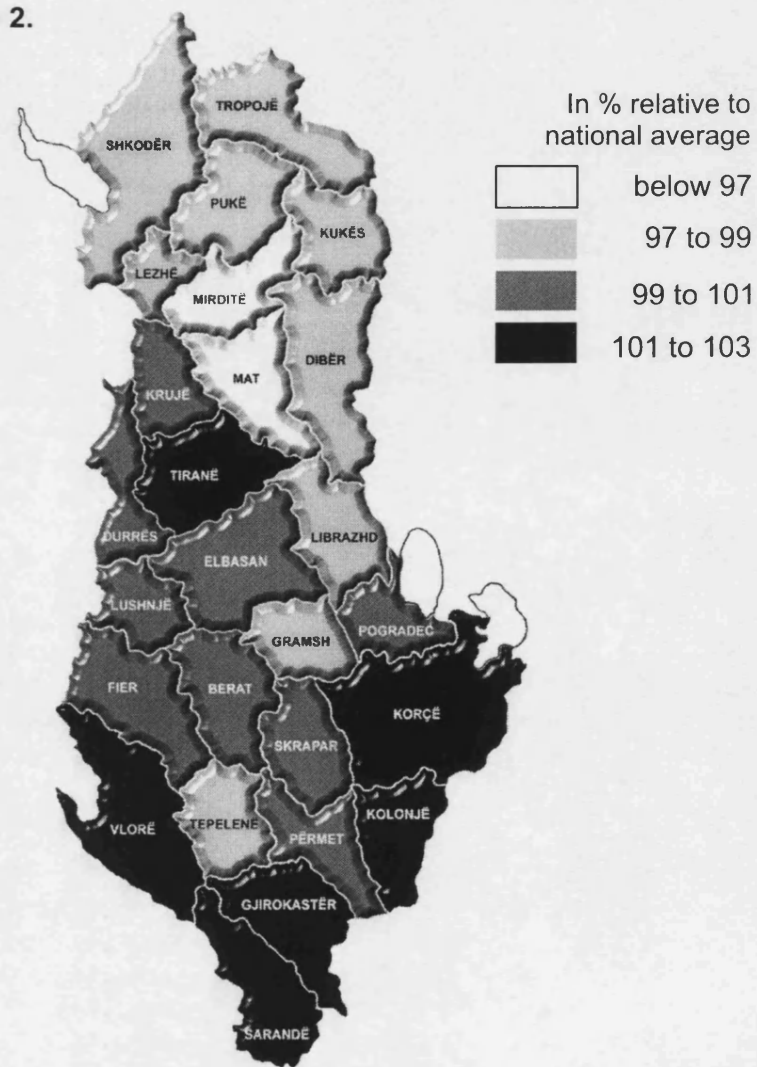 2.
In % relative to
national average
below 97
97 to 99
99 to 101
101 to 103
TROPOJË
SHKODËR
PUKË
KUKËS
LEZHË
MIRDITË
DIBËR
MAT
KRUJË
TIRANË
DURRËS
LIBRAZHD
ELBASAN
LUSHNJË
POGRADEC
GRAMSH
FIER
BERAT
KORÇË
SKRAPAR
KOLONJË
VLORË
TEPELENË
PËRMET
GJIROKASTËR
SARANDË